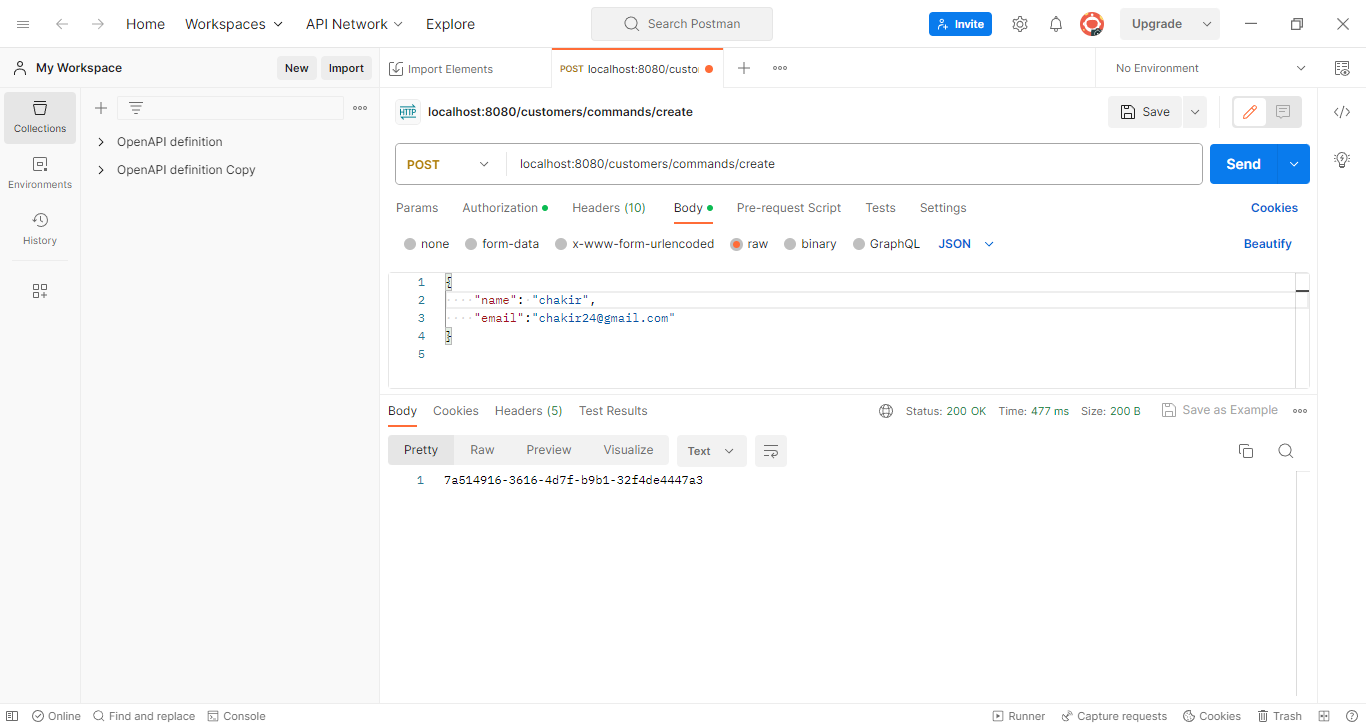 Home Workspaces API Network Explore Search Postman Invite Upgrade
My Workspace New Import Import Elements POST localhost:8080/custo No Environment
Collections
Environments
History
OpenAPI definition
OpenAPI definition Copy
HTTP localhost:8080/customers/commands/create Save
POST localhost:8080/customers/commands/create Send
Params Authorization Headers (10) Body Pre-request Script Tests Settings Cookies
none form-data x-www-form-urlencoded raw binary GraphQL JSON Beautify
1 {
2 ····"name":·"chakir",
3 ····"email":"chakir24@gmail.com"
4 }
5
Body Cookies Headers (5) Test Results Status: 200 OK Time: 477 ms Size: 200 B Save as Example
Pretty Raw Preview Visualize Text
1 7a514916-3616-4d7f-b9b1-32f4de4447a3
Online Find and replace Console Runner Capture requests Cookies Trash